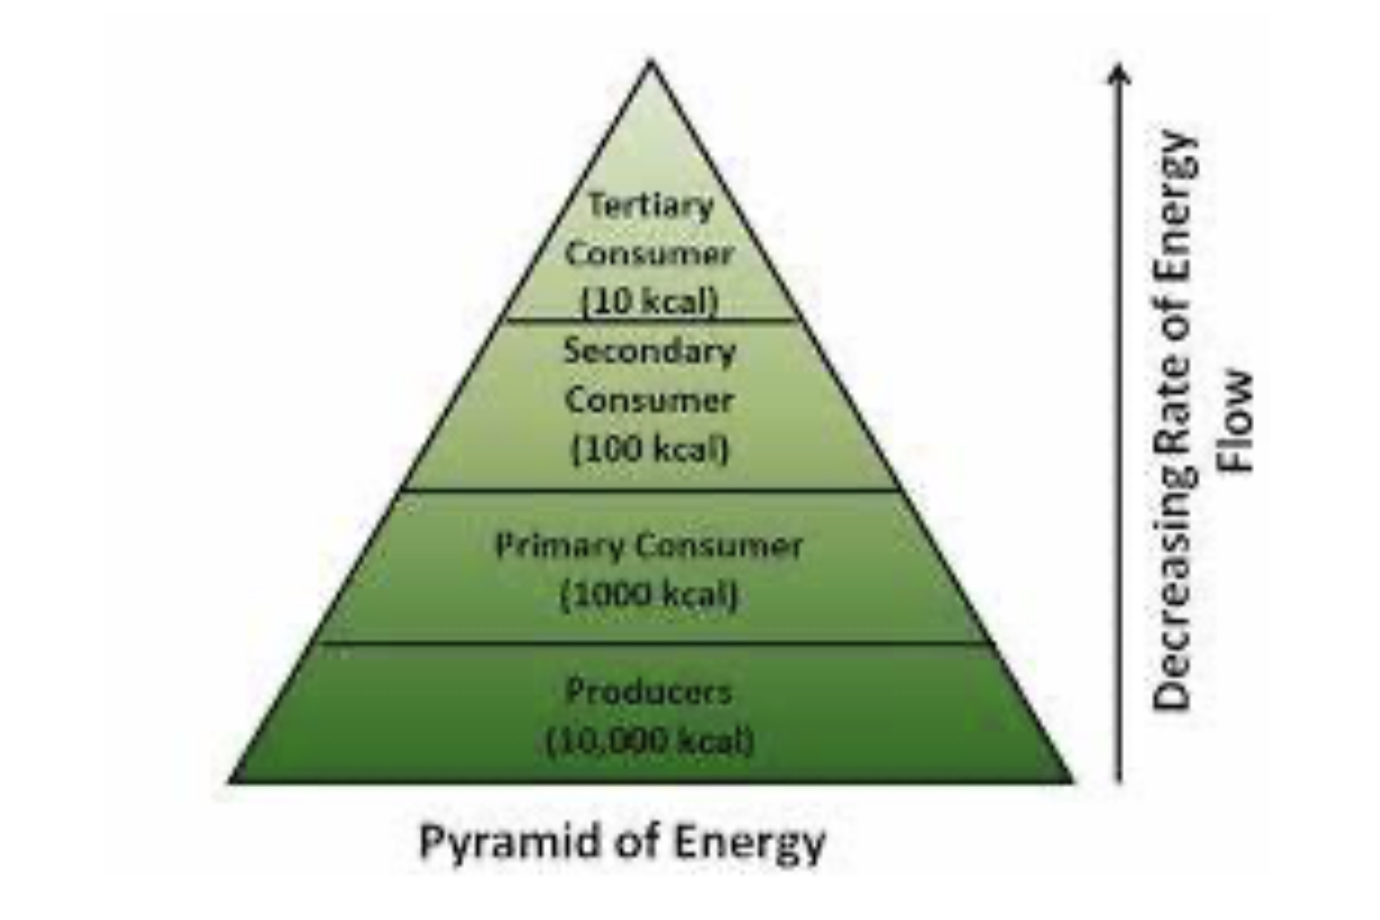 Tertiary
Consumer
(10 kcal)
Secondary
Consumer
(100 kcal)
Primary Consumer
(1000 kcal)
Producers
(10,000 kcal)
Pyramid of Energy
Decreasing Rate of Energy
Flow